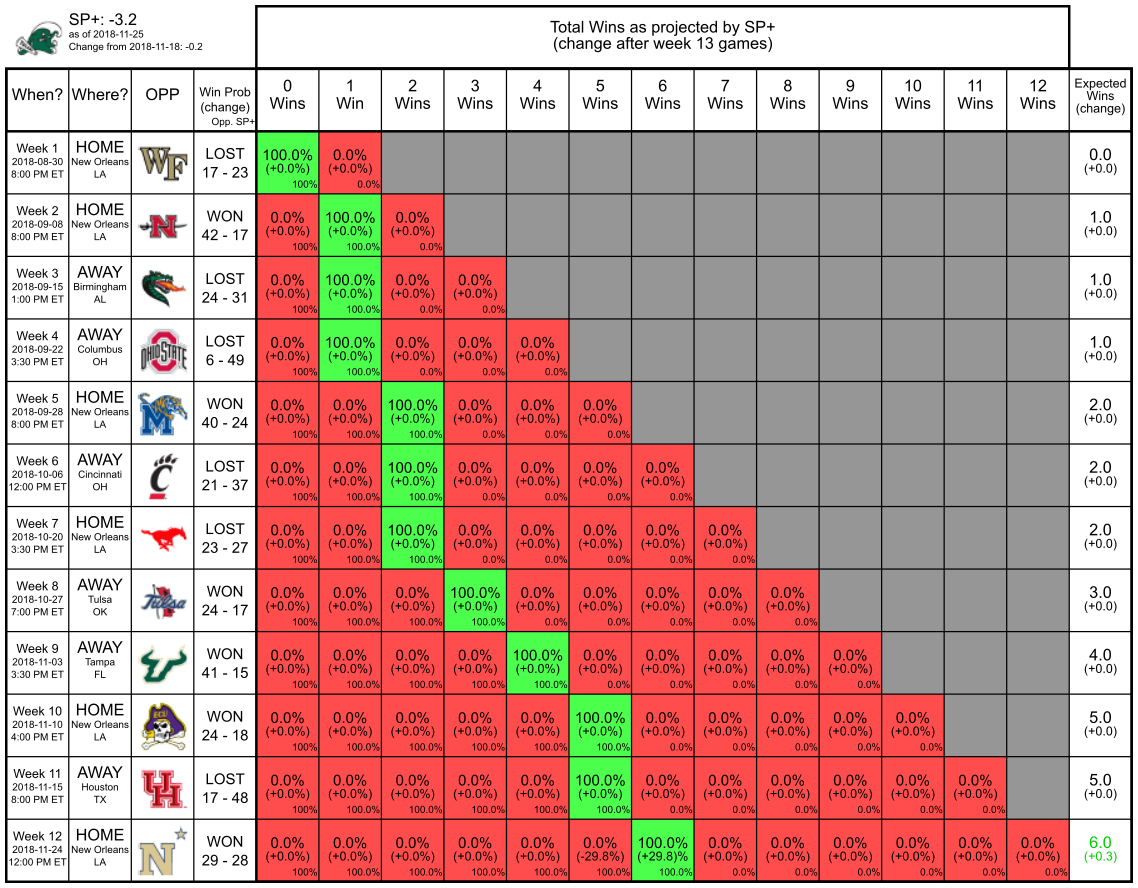 SP+: -3.2
as of 2018-11-25
Change from 2018-11-18: -0.2
Total Wins as projected by SP+
(change after week 13 games)
When? Where? OPP Win Prob (change) Opp. SP+ 0 Wins 1 Win 2 Wins 3 Wins 4 Wins 5 Wins 6 Wins 7 Wins 8 Wins 9 Wins 10 Wins 11 Wins 12 Wins Expected Wins (change)
Week 1 HOME LOST 100.0% 0.0% 0.0
2018-08-30 New Orleans WF (+0.0%) (+0.0%) (+0.0)
8:00 PM ET LA 17 - 23 100% 0.0%
Week 2 HOME WON 0.0% 100.0% 0.0% 1.0
2018-09-08 New Orleans N (+0.0%) (+0.0%) (+0.0%) (+0.0)
8:00 PM ET LA 42 - 17 100% 100.0% 0.0%
Week 3 AWAY LOST 0.0% 100.0% 0.0% 0.0% 1.0
2018-09-15 Birmingham (+0.0%) (+0.0%) (+0.0%) (+0.0%) (+0.0)
1:00 PM ET AL 24 - 31 100% 100.0% 0.0% 0.0%
Week 4 AWAY LOST 0.0% 100.0% 0.0% 0.0% 0.0% 1.0
2018-09-22 Columbus OHIO STATE (+0.0%) (+0.0%) (+0.0%) (+0.0%) (+0.0%) (+0.0)
3:30 PM ET OH 6 - 49 100% 100.0% 0.0% 0.0% 0.0%
Week 5 HOME WON 0.0% 0.0% 100.0% 0.0% 0.0% 0.0% 2.0
2018-09-28 New Orleans M (+0.0%) (+0.0%) (+0.0%) (+0.0%) (+0.0%) (+0.0%) (+0.0)
8:00 PM ET LA 40 - 24 100% 100.0% 100.0% 0.0% 0.0% 0.0%
Week 6 AWAY LOST 0.0% 0.0% 100.0% 0.0% 0.0% 0.0% 0.0% 2.0
2018-10-06 Cincinnati C (+0.0%) (+0.0%) (+0.0%) (+0.0%) (+0.0%) (+0.0%) (+0.0%) (+0.0)
12:00 PM ET OH 21 - 37 100% 100.0% 100.0% 0.0% 0.0% 0.0% 0.0%
Week 7 HOME LOST 0.0% 0.0% 100.0% 0.0% 0.0% 0.0% 0.0% 0.0% 2.0
2018-10-20 New Orleans (+0.0%) (+0.0%) (+0.0%) (+0.0%) (+0.0%) (+0.0%) (+0.0%) (+0.0%) (+0.0)
3:30 PM ET LA 23 - 27 100% 100.0% 100.0% 0.0% 0.0% 0.0% 0.0% 0.0%
Week 8 AWAY WON 0.0% 0.0% 0.0% 100.0% 0.0% 0.0% 0.0% 0.0% 0.0% 3.0
2018-10-27 Tulsa Tulsa (+0.0%) (+0.0%) (+0.0%) (+0.0%) (+0.0%) (+0.0%) (+0.0%) (+0.0%) (+0.0%) (+0.0)
7:00 PM ET OK 24 - 17 100% 100.0% 100.0% 100.0% 0.0% 0.0% 0.0% 0.0% 0.0%
Week 9 AWAY WON 0.0% 0.0% 0.0% 0.0% 100.0% 0.0% 0.0% 0.0% 0.0% 0.0% 4.0
2018-11-03 Tampa (+0.0%) (+0.0%) (+0.0%) (+0.0%) (+0.0%) (+0.0%) (+0.0%) (+0.0%) (+0.0%) (+0.0%) (+0.0)
3:30 PM ET FL 41 - 15 100% 100.0% 100.0% 100.0% 100.0% 0.0% 0.0% 0.0% 0.0% 0.0%
Week 10 HOME WON 0.0% 0.0% 0.0% 0.0% 0.0% 100.0% 0.0% 0.0% 0.0% 0.0% 0.0% 5.0
2018-11-10 New Orleans ECU (+0.0%) (+0.0%) (+0.0%) (+0.0%) (+0.0%) (+0.0%) (+0.0%) (+0.0%) (+0.0%) (+0.0%) (+0.0%) (+0.0)
4:00 PM ET LA 24 - 18 100% 100.0% 100.0% 100.0% 100.0% 100.0% 0.0% 0.0% 0.0% 0.0% 0.0%
Week 11 AWAY LOST 0.0% 0.0% 0.0% 0.0% 0.0% 100.0% 0.0% 0.0% 0.0% 0.0% 0.0% 0.0% 5.0
2018-11-15 Houston UH (+0.0%) (+0.0%) (+0.0%) (+0.0%) (+0.0%) (+0.0%) (+0.0%) (+0.0%) (+0.0%) (+0.0%) (+0.0%) (+0.0%) (+0.0)
8:00 PM ET TX 17 - 48 100% 100.0% 100.0% 100.0% 100.0% 100.0% 0.0% 0.0% 0.0% 0.0% 0.0% 0.0%
Week 12 HOME WON 0.0% 0.0% 0.0% 0.0% 0.0% 0.0% 100.0% 0.0% 0.0% 0.0% 0.0% 0.0% 0.0% 6.0
2018-11-24 New Orleans N (+0.0%) (+0.0%) (+0.0%) (+0.0%) (+0.0%) (-29.8%) (+29.8)% (+0.0%) (+0.0%) (+0.0%) (+0.0%) (+0.0%) (+0.0%) (+0.3)
12:00 PM ET LA 29 - 28 100% 100.0% 100.0% 100.0% 100.0% 100.0% 100.0% 0.0% 0.0% 0.0% 0.0% 0.0% 0.0%